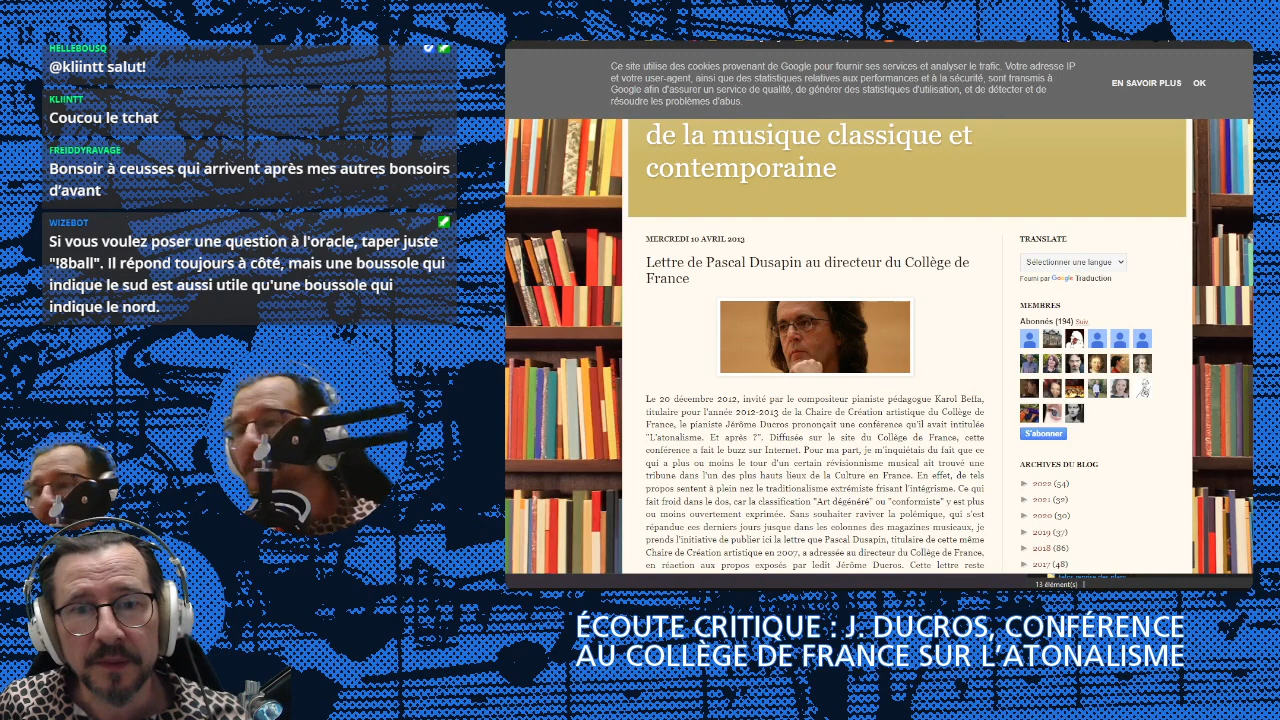 HELLEBOUSQ
@kliintt salut!
KLIINTT
Coucou le tchat
FREIDDYRAVAGE
Bonsoir à ceusses qui arrivent après mes autres bonsoirs
d'avant
WIZEBOT
Si vous voulez poser une question à l'oracle, taper juste
"!8ball". Il répond toujours à côté, mais une boussole qui
indique le sud est aussi utile qu'une boussole qui
indique le nord.
Ce site utilise des cookies provenant de Google pour fournir ses services et analyser le trafic. Votre adresse IP
et votre user-agent, ainsi que des statistiques relatives aux performances et à la sécurité, sont transmis à
Google afin d'assurer un service de qualité, de générer des statistiques d'utilisation, et de détecter et de
résoudre les problèmes d'abus.
EN SAVOIR PLUS OK
de la musique classique et
contemporaine
MERCREDI 10 AVRIL 2013
Lettre de Pascal Dusapin au directeur du Collège de
France
Le 20 décembre 2012, invité par le compositeur pianiste pédagogue Karol Beffa,
titulaire pour l'année 2012-2013 de la Chaire de Création artistique du Collège de
France, le pianiste Jérôme Ducros prononçait une conférence qu'il avait intitulée
"L'atonalisme. Et après ?". Diffusée sur le site du Collège de France, cette
conférence a fait le buzz sur Internet. Pour ma part, je m'inquiétais du fait que ce
qui a plus ou moins le tour d'un certain révisionnisme musical ait trouvé une
tribune dans l'un des plus hauts lieux de la Culture en France. En effet, de tels
propos sentent à plein nez le traditionalisme extrémiste frisant l'intégrisme. Ce qui
fait froid dans le dos, car la classification "Art dégénéré" ou "conformiste" y est plus
ou moins ouvertement exprimée. Sans souhaiter raviver la polémique, qui s'est
répandue ces derniers jours jusque dans les colonnes des magazines musicaux, je
prends l'initiative de publier ici la lettre que Pascal Dusapin, titulaire de cette même
Chaire de Création artistique en 2007, a adressée au directeur du Collège de France,
en réaction aux propos exposés par ledit Jérôme Ducros. Cette lettre reste
TRANSLATE
Sélectionner une langue
Fourni par Google Traduction
MEMBRES
Abonnés (194) Suiv.
S'abonner
ARCHIVES DU BLOG
► 2022 (54)
► 2021 (32)
► 2020 (30)
► 2019 (37)
► 2018 (86)
► 2017 (48)
13 élément(s)
ÉCOUTE CRITIQUE : J. DUCROS, CONFÉRENCE
AU COLLÈGE DE FRANCE SUR L'ATONALISME